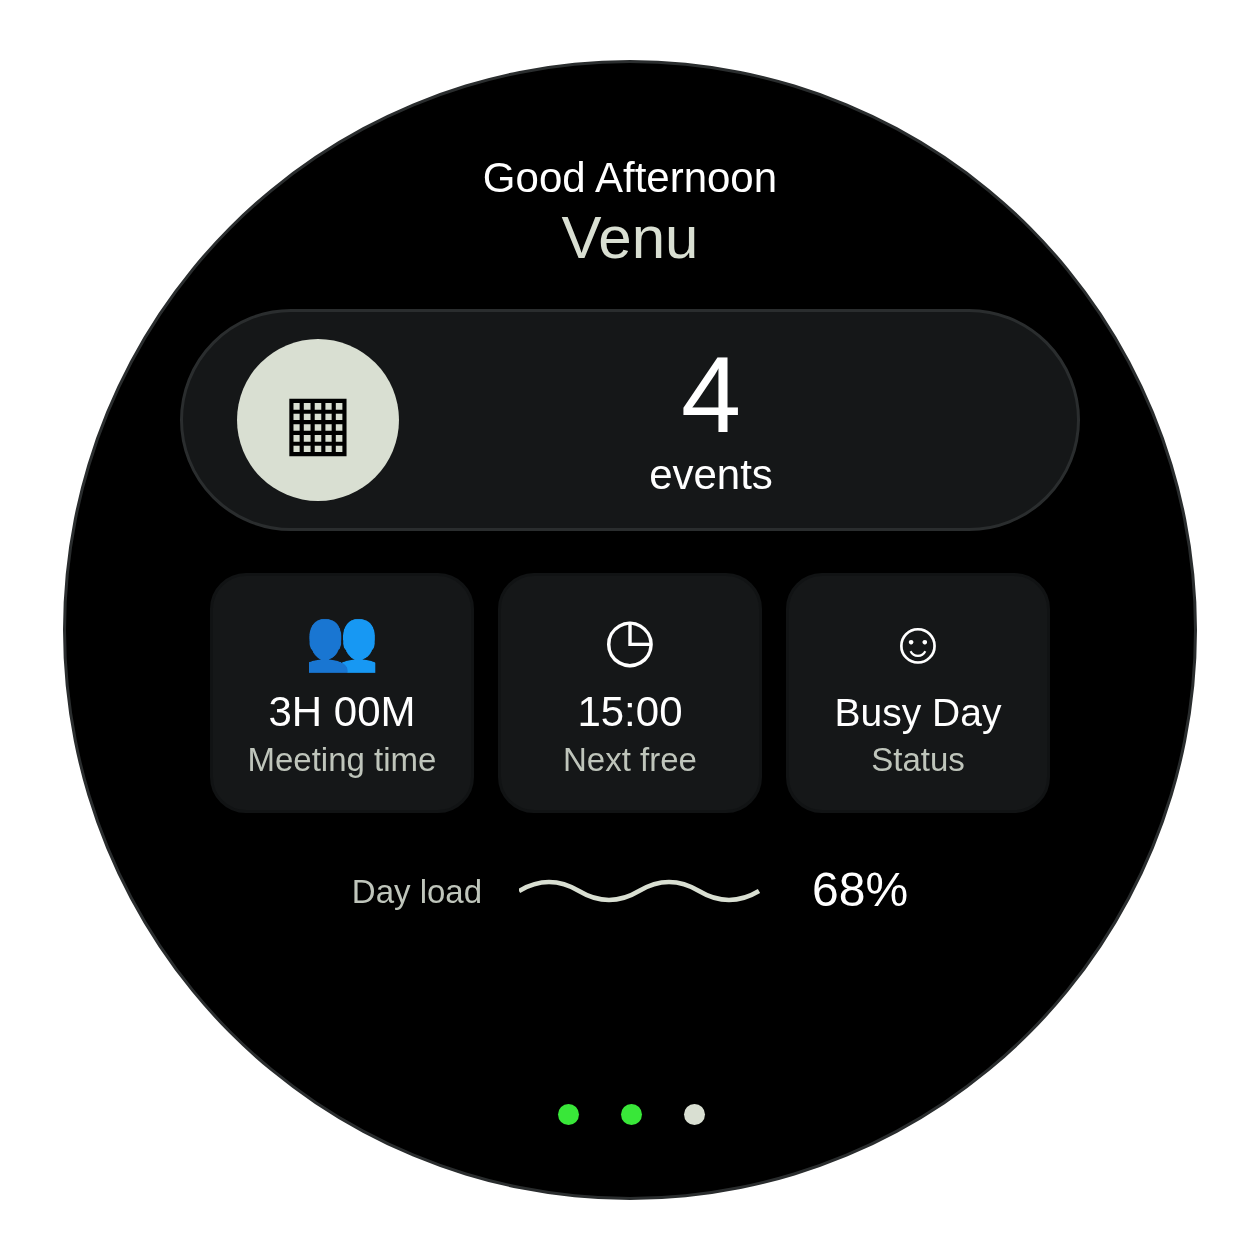 Good Afternoon
Venu
4
events
3H 00M
Meeting time
15:00
Next free
Busy Day
Status
Day load
68%